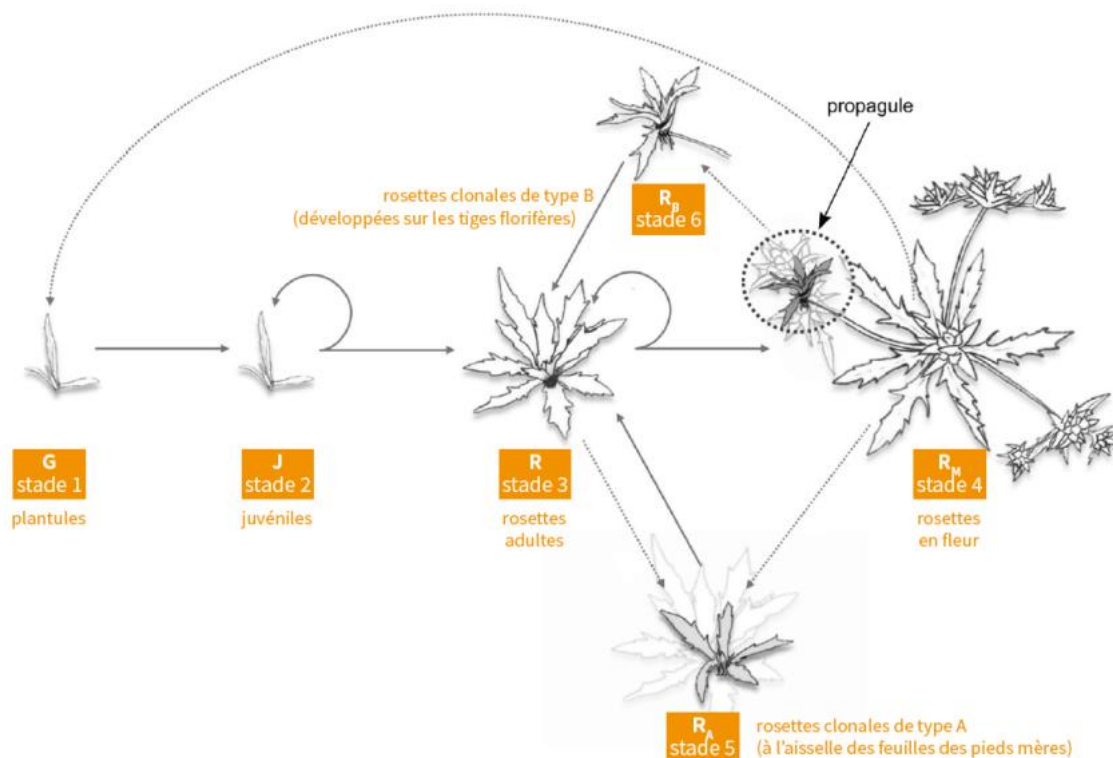 propagule
rosettes clonales de type B
(développées sur les tiges florifères)
R_B
stade 6
G
stade 1
plantules
J
stade 2
juvéniles
R
stade 3
rosettes
adultes
R_M
stade 4
rosettes
en fleur
R_A
stade 5
rosettes clonales de type A
(à l'aisselle des feuilles des pieds mères)